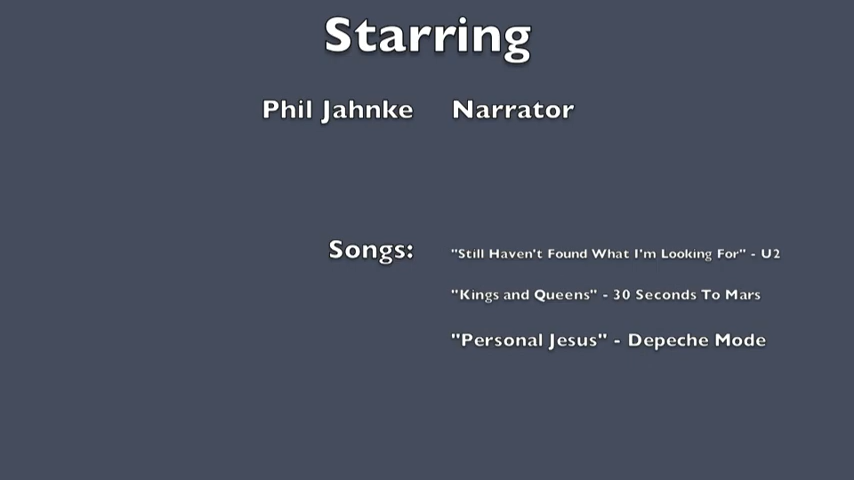 Starring
Phil Jahnke Narrator
Songs: "Still Haven't Found What I'm Looking For" - U2
"Kings and Queens" - 30 Seconds To Mars
"Personal Jesus" - Depeche Mode